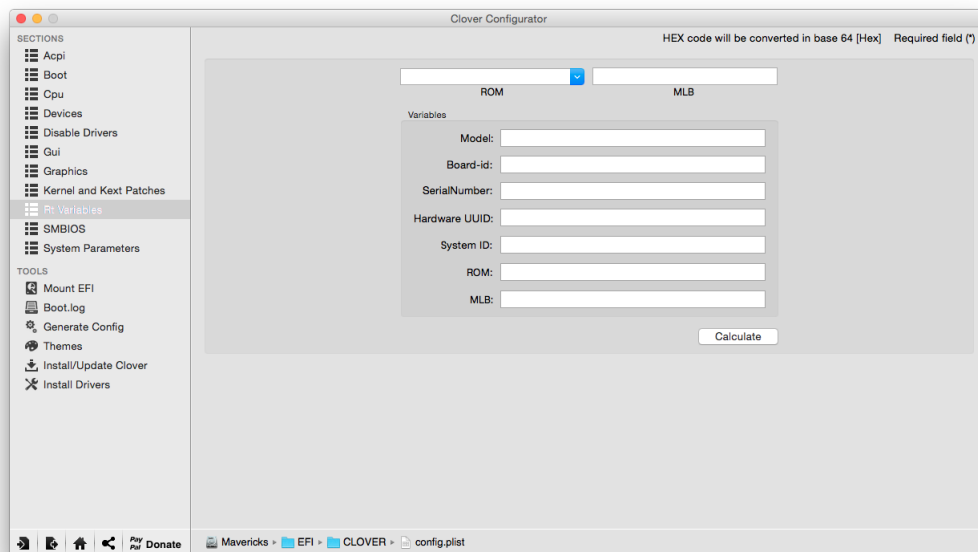 Clover Configurator
SECTIONS
Acpi
Boot
Cpu
Devices
Disable Drivers
Gui
Graphics
Kernel and Kext Patches
Rt Variables
SMBIOS
System Parameters
TOOLS
Mount EFI
Boot.log
Generate Config
Themes
Install/Update Clover
Install Drivers
Pay
Pal Donate
HEX code will be converted in base 64 [Hex] Required field (*)
ROM MLB
Variables
Model:
Board-id:
SerialNumber:
Hardware UUID:
System ID:
ROM:
MLB:
Calculate
Mavericks EFI CLOVER config.plist